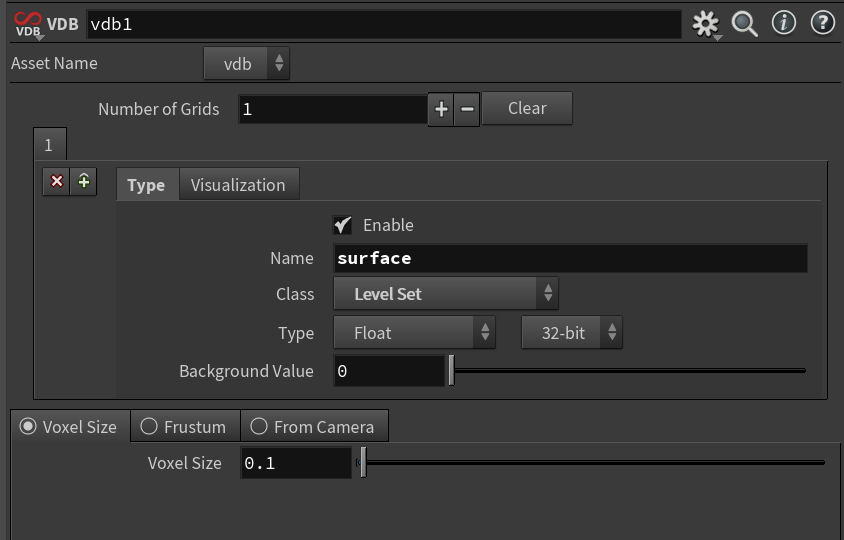 VDB VDB vdb1
Asset Name vdb
Number of Grids 1 + − Clear
1
Type Visualization
Enable
Name surface
Class Level Set
Type Float 32-bit
Background Value 0
Voxel Size Frustum From Camera
Voxel Size 0.1